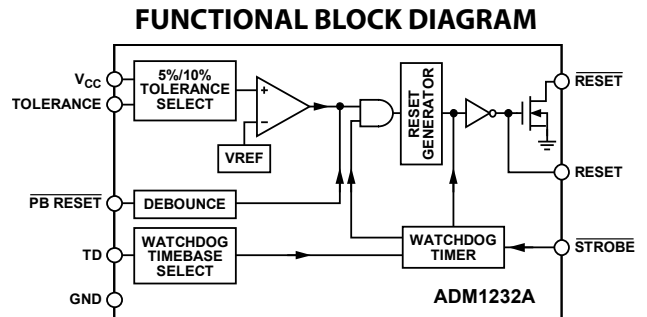 FUNCTIONAL BLOCK DIAGRAM
VCC
TOLERANCE
5%/10%
TOLERANCE
SELECT
+
–
VREF
RESET
GENERATOR
RESET
RESET
PB RESET
DEBOUNCE
TD
WATCHDOG
TIMEBASE
SELECT
WATCHDOG
TIMER
STROBE
GND
ADM1232A